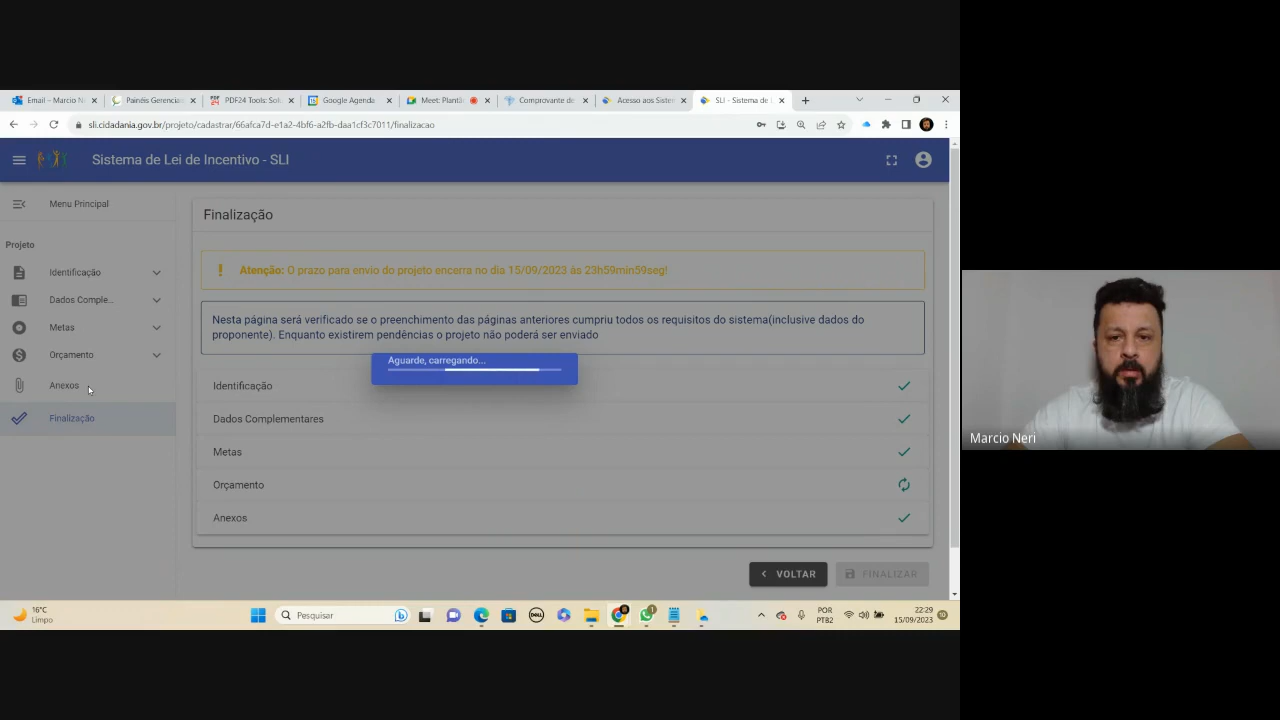 Email – Marcio N
Painéis Gerencia
PDF24 Tools: Solu
Google Agenda
Meet: Plantã
Comprovante de
Acesso aos Sister
SLI - Sistema de L
sli.cidadania.gov.br/projeto/cadastrar/66afca7d-e1a2-4bf6-a2fb-daa1cf3c7011/finalizacao
Sistema de Lei de Incentivo - SLI
Menu Principal
Projeto
Identificação
Dados Comple...
Metas
Orçamento
Anexos
Finalização
Finalização
Atenção: O prazo para envio do projeto encerra no dia 15/09/2023 às 23h59min59seg!
Nesta página será verificado se o preenchimento das páginas anteriores cumpriu todos os requisitos do sistema(inclusive dados do
proponente). Enquanto existirem pendências o projeto não poderá ser enviado
Aguarde, carregando...
Identificação
Dados Complementares
Metas
Orçamento
Anexos
VOLTAR
FINALIZAR
Marcio Neri
16°C
Limpo
Pesquisar
POR
PTB2
22:29
15/09/2023